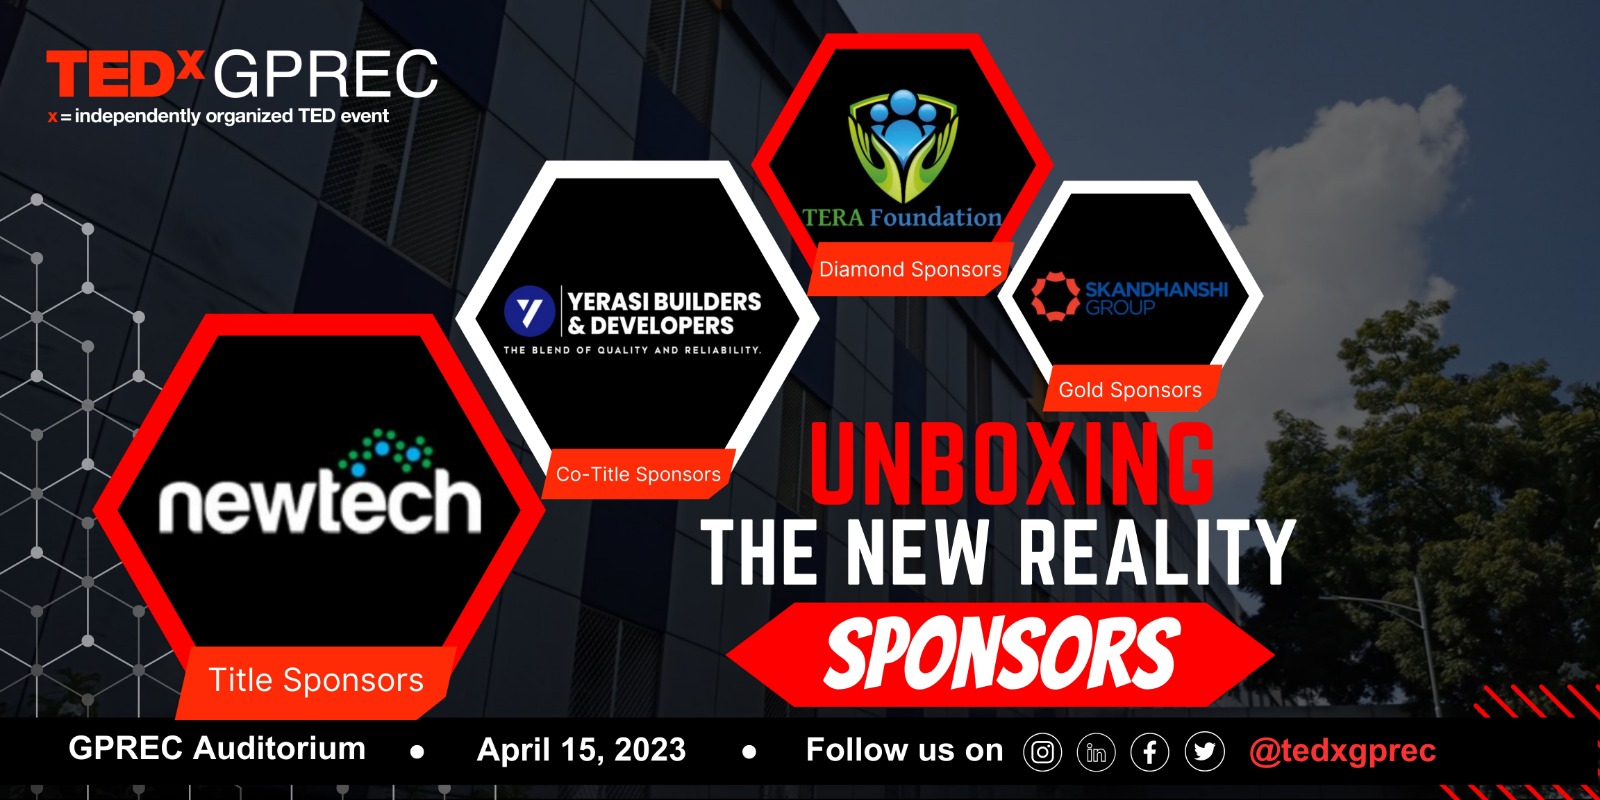 TEDxGPREC
x = independently organized TED event
TERA Foundation
Diamond Sponsors
YERASI BUILDERS
& DEVELOPERS
THE BLEND OF QUALITY AND RELIABILITY.
Co-Title Sponsors
SKANDHANSHI
GROUP
Gold Sponsors
newtech
Title Sponsors
UNBOXING
THE NEW REALITY
SPONSORS
GPREC Auditorium • April 15, 2023 • Follow us on in f @tedxgprec